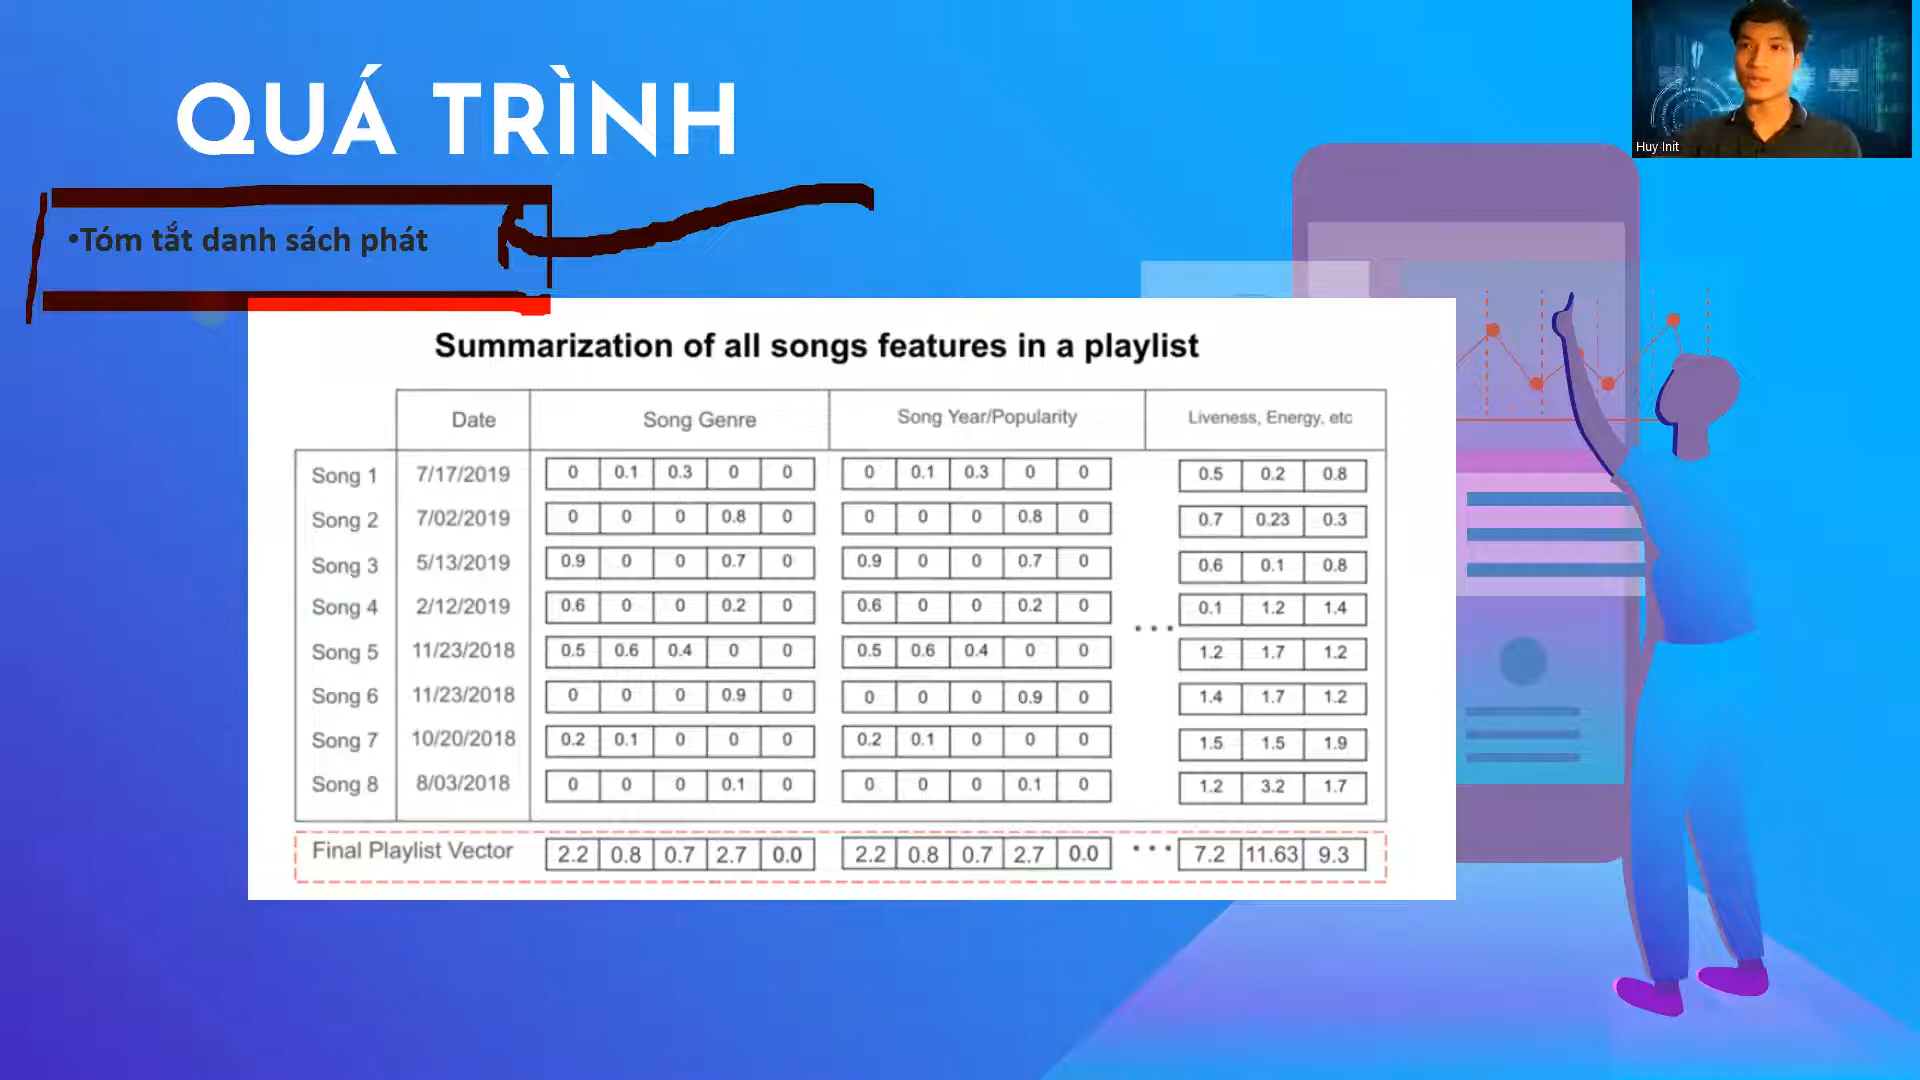 QUÁ TRÌNH
Huy Init
•Tóm tắt danh sách phát
Summarization of all songs features in a playlist
Date Song Genre Song Year/Popularity Liveness, Energy, etc
Song 1 7/17/2019 0 0.1 0.3 0 0 0 0.1 0.3 0 0 0.5 0.2 0.8
Song 2 7/02/2019 0 0 0 0.8 0 0 0 0 0.8 0 0.7 0.23 0.3
Song 3 5/13/2019 0.9 0 0 0.7 0 0.9 0 0 0.7 0 0.6 0.1 0.8
Song 4 2/12/2019 0.6 0 0 0.2 0 0.6 0 0 0.2 0 0.1 1.2 1.4
...
Song 5 11/23/2018 0.5 0.6 0.4 0 0 0.5 0.6 0.4 0 0 1.2 1.7 1.2
Song 6 11/23/2018 0 0 0 0.9 0 0 0 0 0.9 0 1.4 1.7 1.2
Song 7 10/20/2018 0.2 0.1 0 0 0 0.2 0.1 0 0 0 1.5 1.5 1.9
Song 8 8/03/2018 0 0 0 0.1 0 0 0 0 0.1 0 1.2 3.2 1.7
Final Playlist Vector 2.2 0.8 0.7 2.7 0.0 2.2 0.8 0.7 2.7 0.0 ... 7.2 11.63 9.3